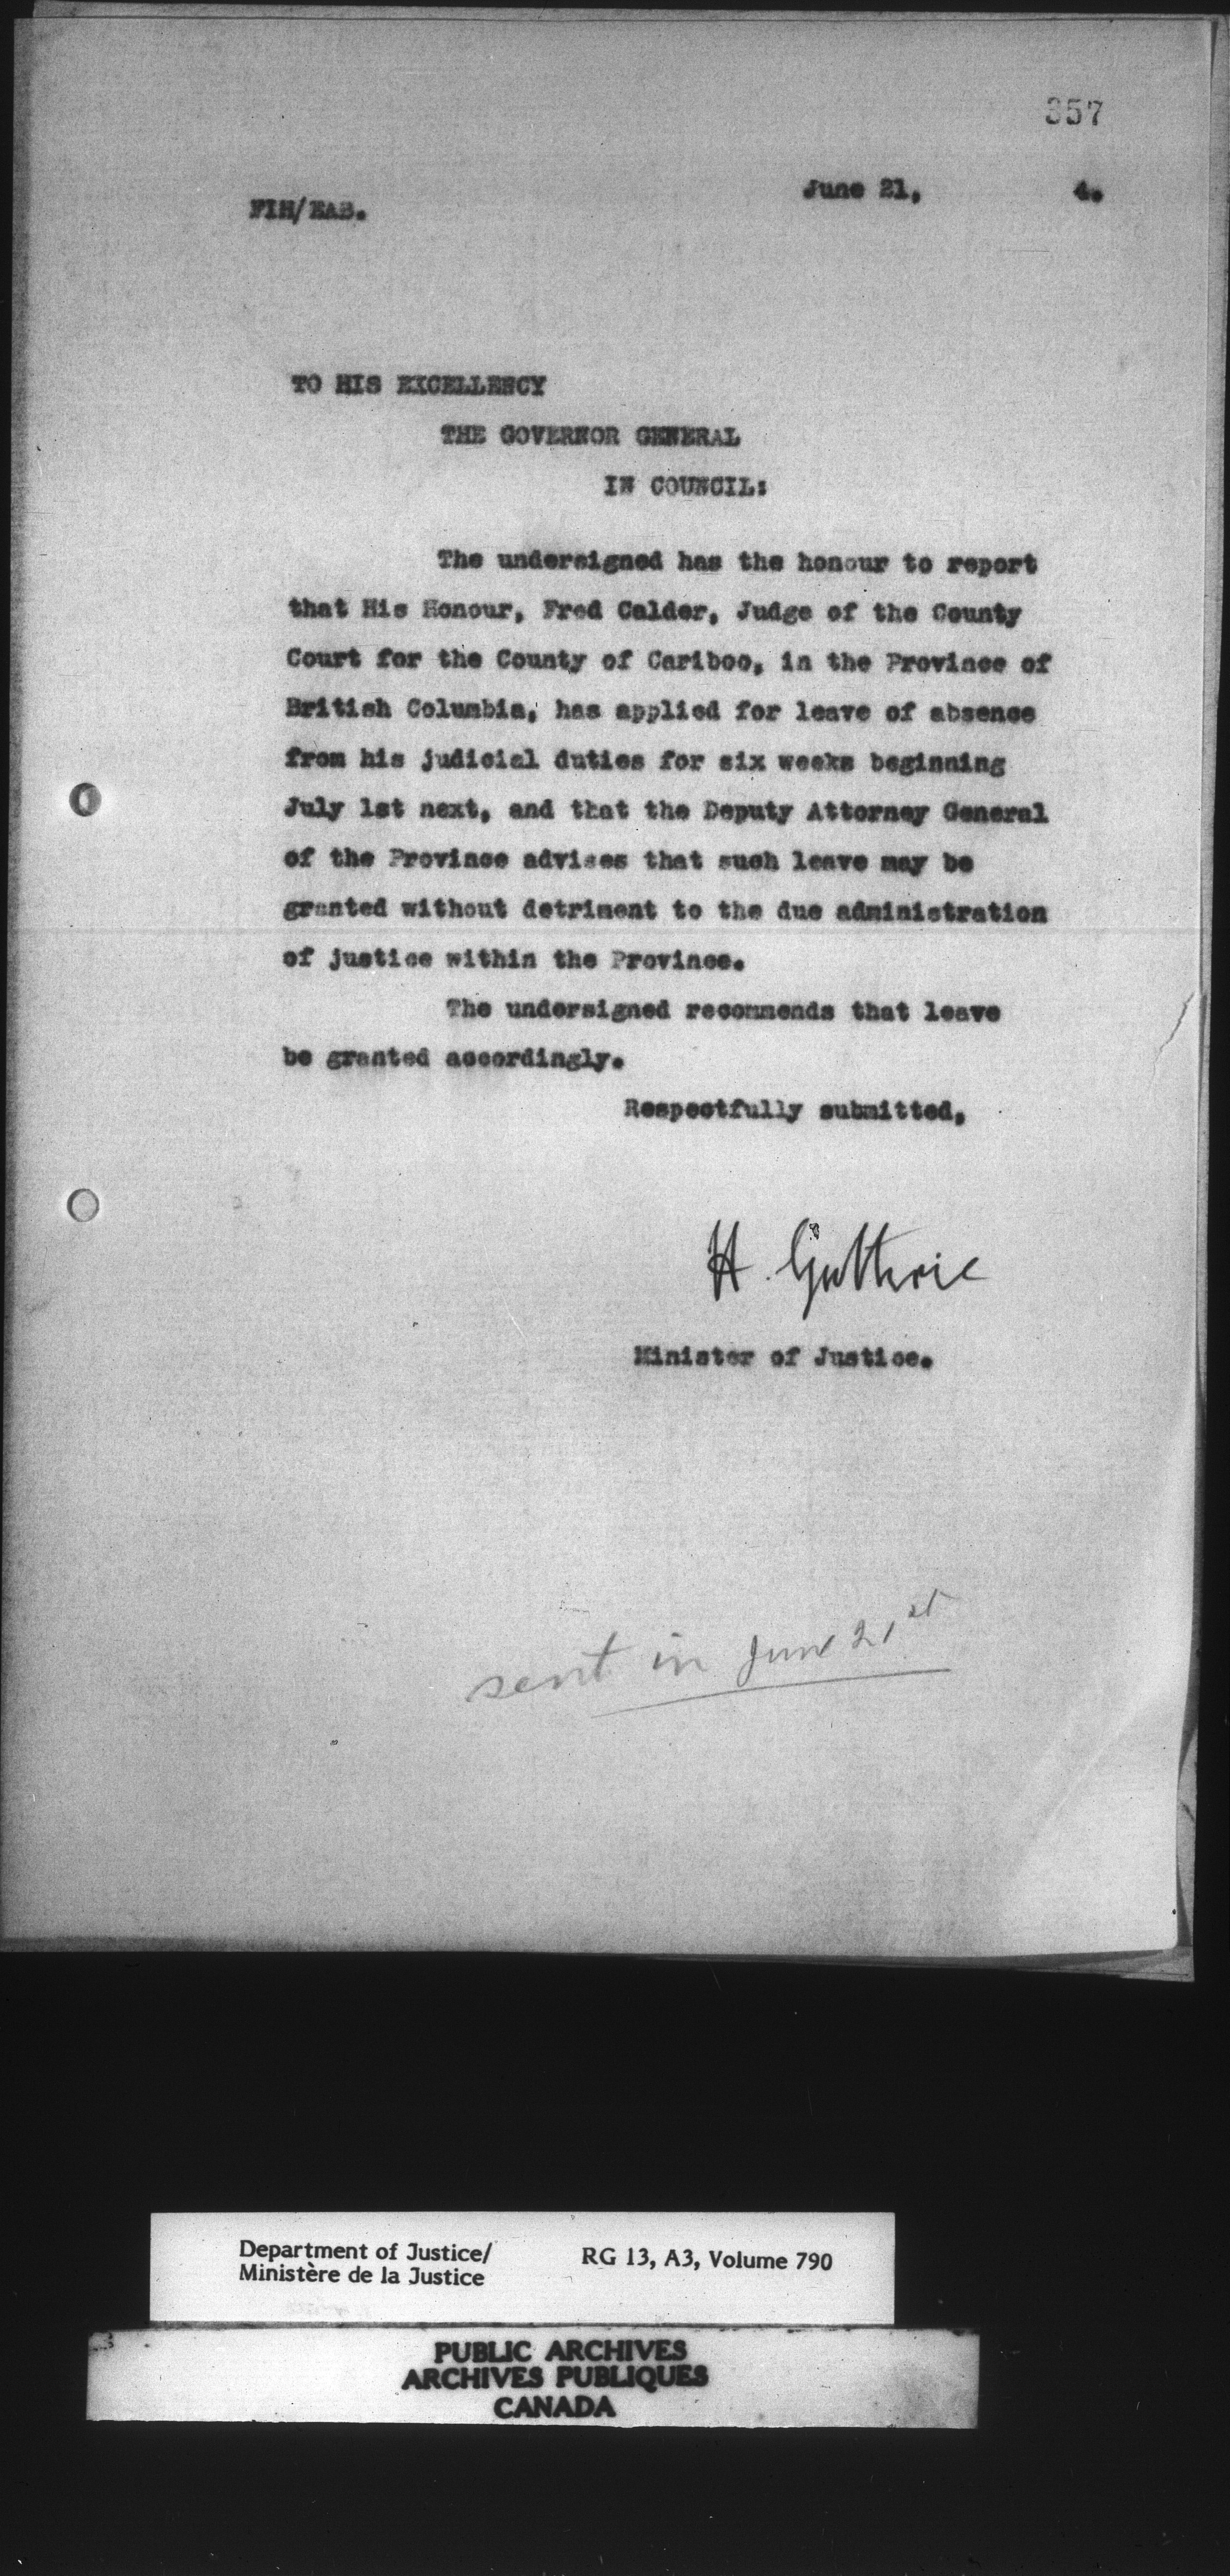 357
June 21, 4.
FIH/EAB.
TO HIS EXCELLENCY
THE GOVERNOR GENERAL
IN COUNCIL:
The undersigned has the honour to report
that His Honour, Fred Calder, Judge of the County
Court for the County of Cariboo, in the Province of
British Columbia, has applied for leave of absence
from his judicial duties for six weeks beginning
July 1st next, and that the Deputy Attorney General
of the Province advises that such leave may be
granted without detriment to the due administration
of justice within the Province.
The undersigned recommends that leave
be granted accordingly.
Respectfully submitted,
H. Guthrie
Minister of Justice.
sent in June 21st
Department of Justice/ RG 13, A3, Volume 790
Ministère de la Justice
PUBLIC ARCHIVES
ARCHIVES PUBLIQUES
CANADA